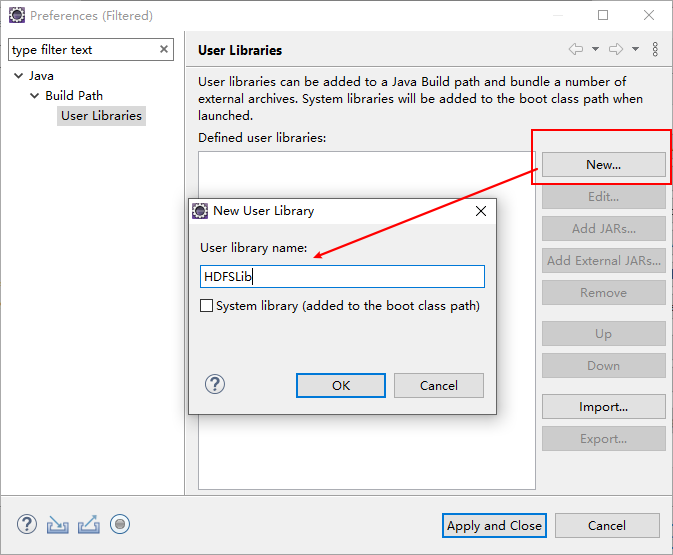 Preferences (Filtered)
type filter text
Java
Build Path
User Libraries
User Libraries
User libraries can be added to a Java Build path and bundle a number of
external archives. System libraries will be added to the boot class path when
launched.
Defined user libraries:
New...
Edit...
Add JARs...
Add External JARs...
Remove
Up
Down
Import...
Export...
New User Library
User library name:
HDFSLib
System library (added to the boot class path)
OK
Cancel
Apply and Close
Cancel